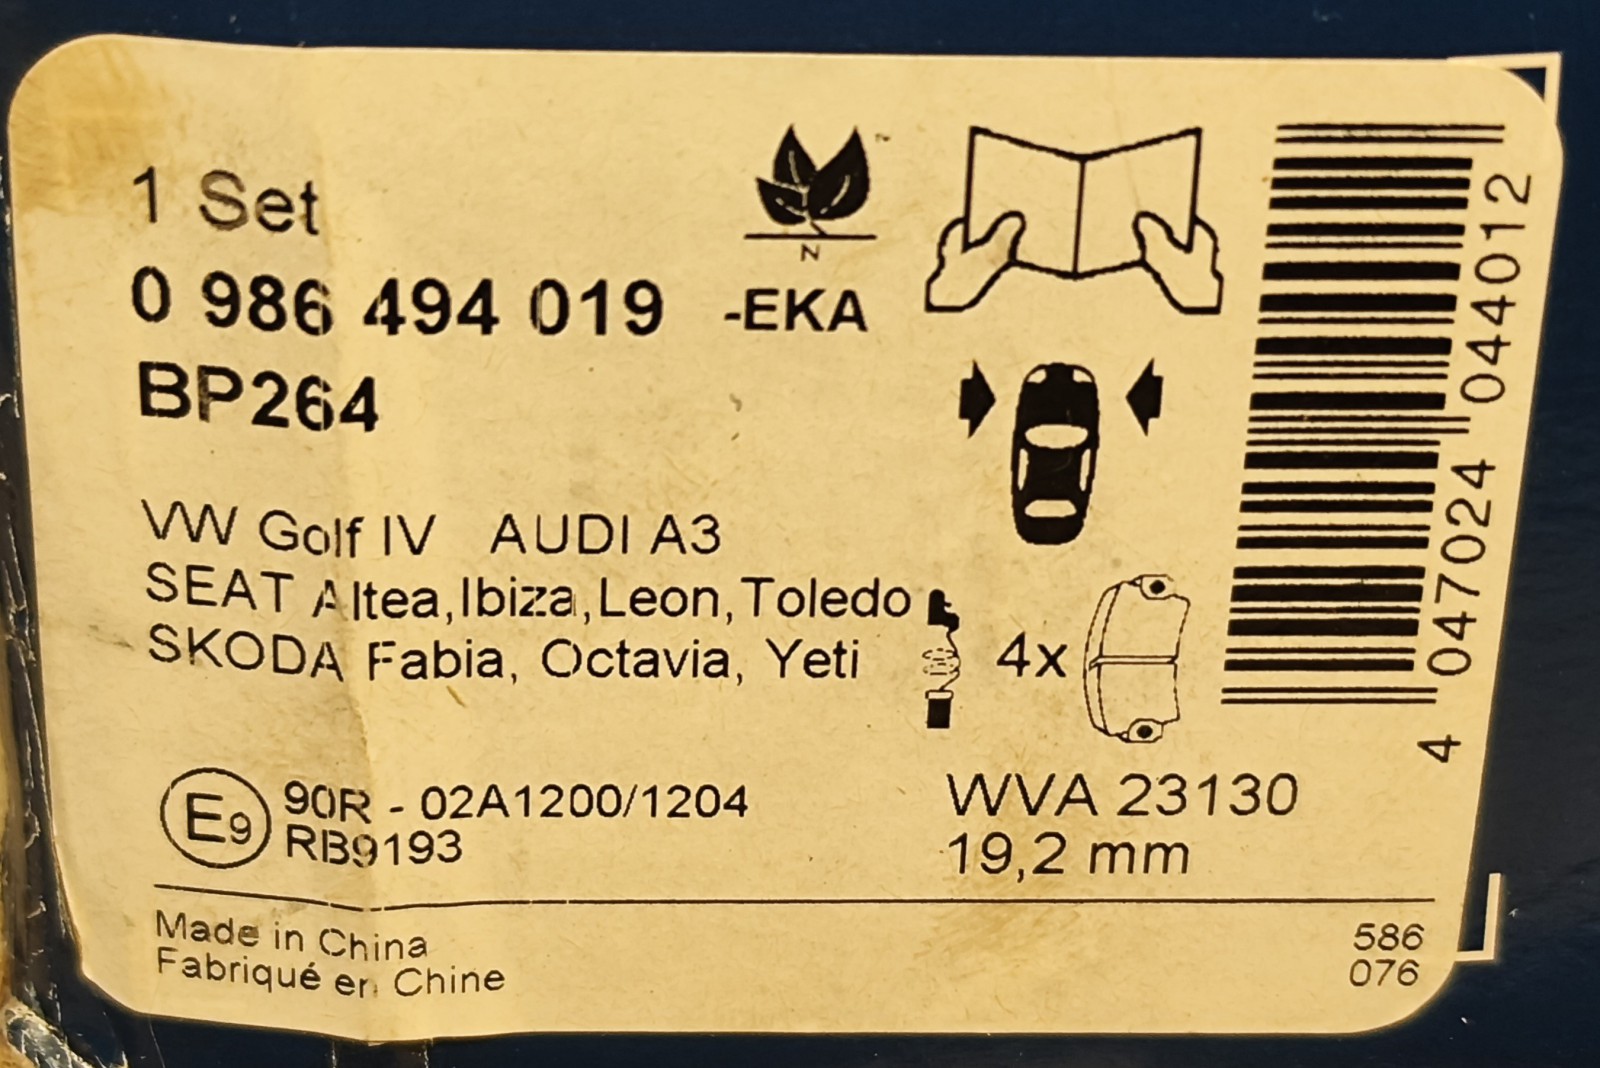 1 Set
0 986 494 019 -EKA
BP264
VW Golf IV AUDI A3
SEAT Altea, Ibiza, Leon, Toledo
SKODA Fabia, Octavia, Yeti
4x
E9 90R - 02A1200/1204
RB9193
WVA 23130
19,2 mm
Made in China
Fabriqué en Chine
586
076
4 047024 044012
N